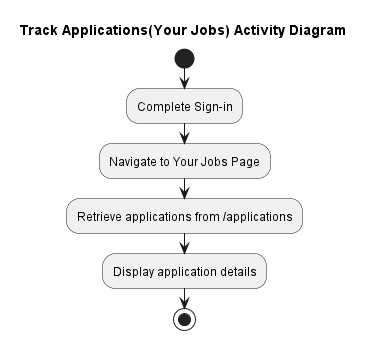 Track Applications(Your Jobs) Activity Diagram
Complete Sign-in
Navigate to Your Jobs Page
Retrieve applications from /applications
Display application details